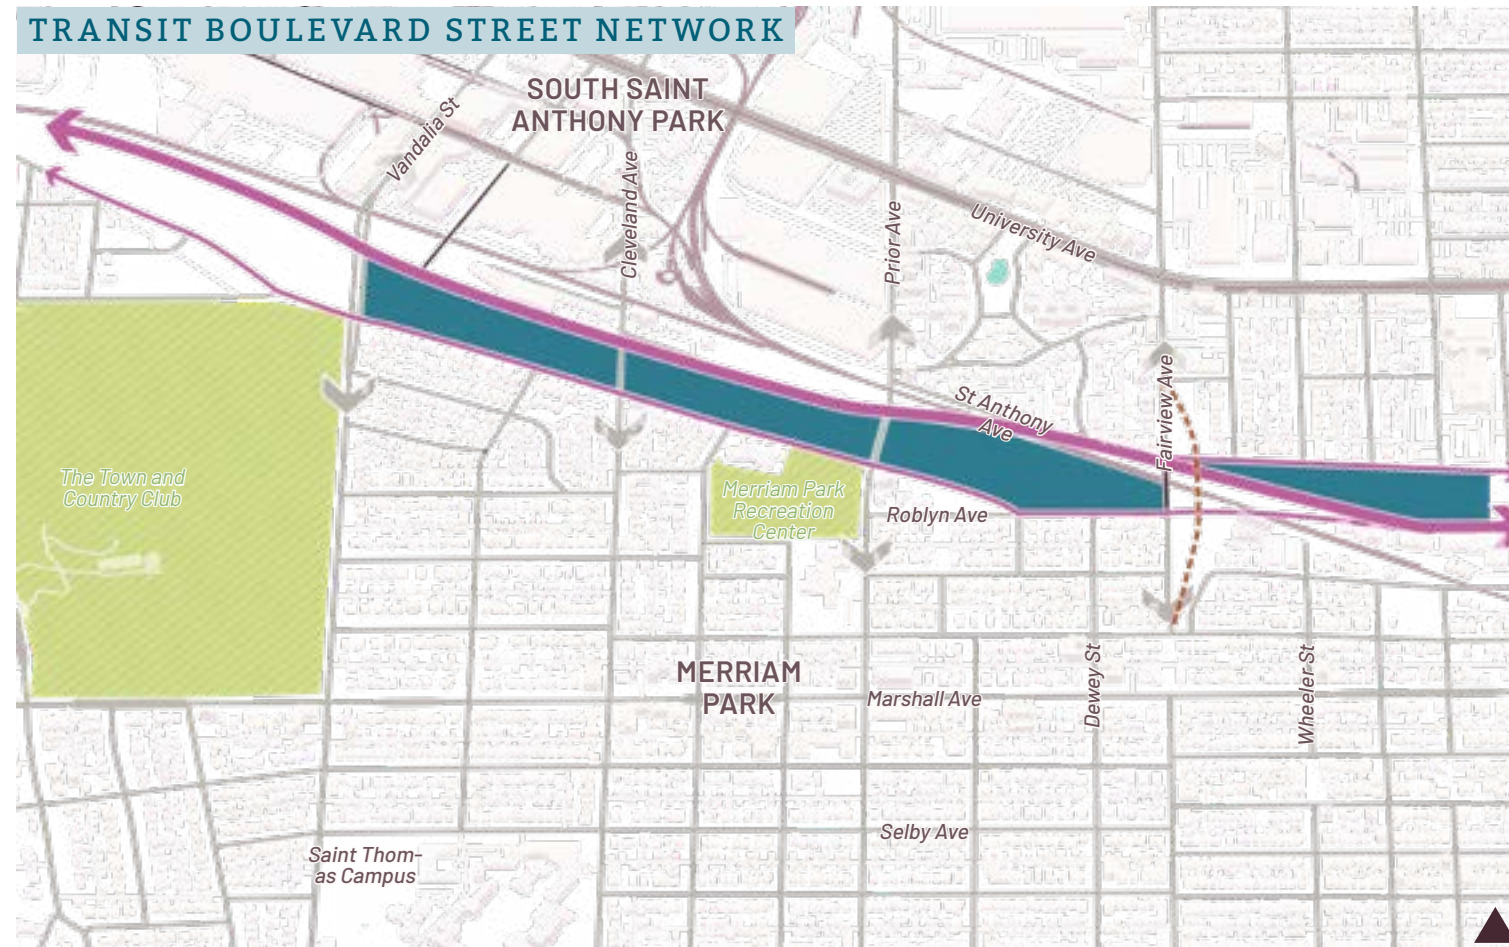 TRANSIT BOULEVARD STREET NETWORK
SOUTH SAINT
ANTHONY PARK
Vandalia St
Cleveland Ave
Prior Ave
University Ave
St Anthony
Ave
Fairview Ave
The Town and
Country Club
Merriam Park
Recreation
Center
Roblyn Ave
MERRIAM
PARK
Marshall Ave
Dewey St
Wheeler St
Selby Ave
Saint Thom-
as Campus